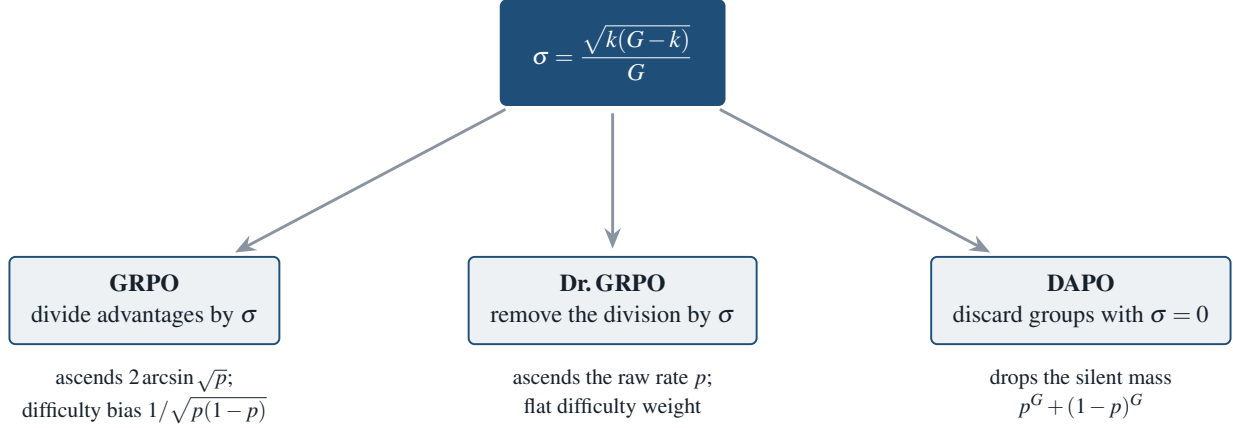 σ = √(k(G − k)) / G
GRPO
divide advantages by σ
ascends 2 arcsin √p;
difficulty bias 1/√(p(1 − p))
Dr. GRPO
remove the division by σ
ascends the raw rate p;
flat difficulty weight
DAPO
discard groups with σ = 0
drops the silent mass
p^G + (1 − p)^G